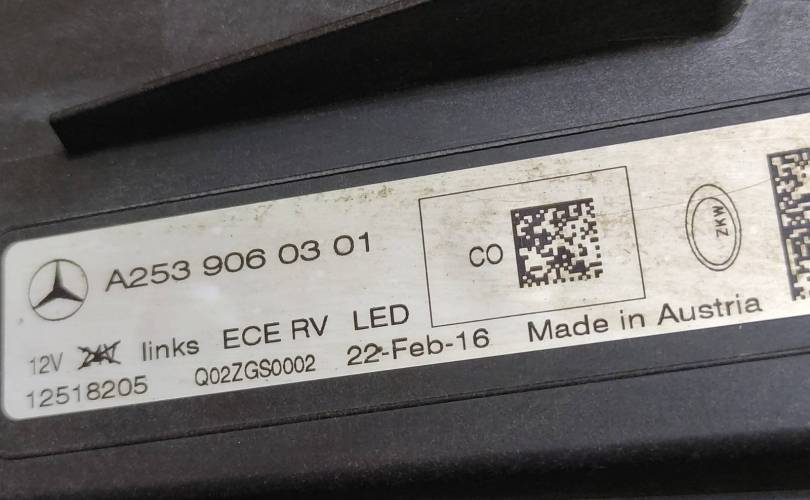 A253 906 03 01
CO
ZKW
12V 24V links ECE RV LED
12518205 Q02ZGS0002 22-Feb-16 Made in Austria